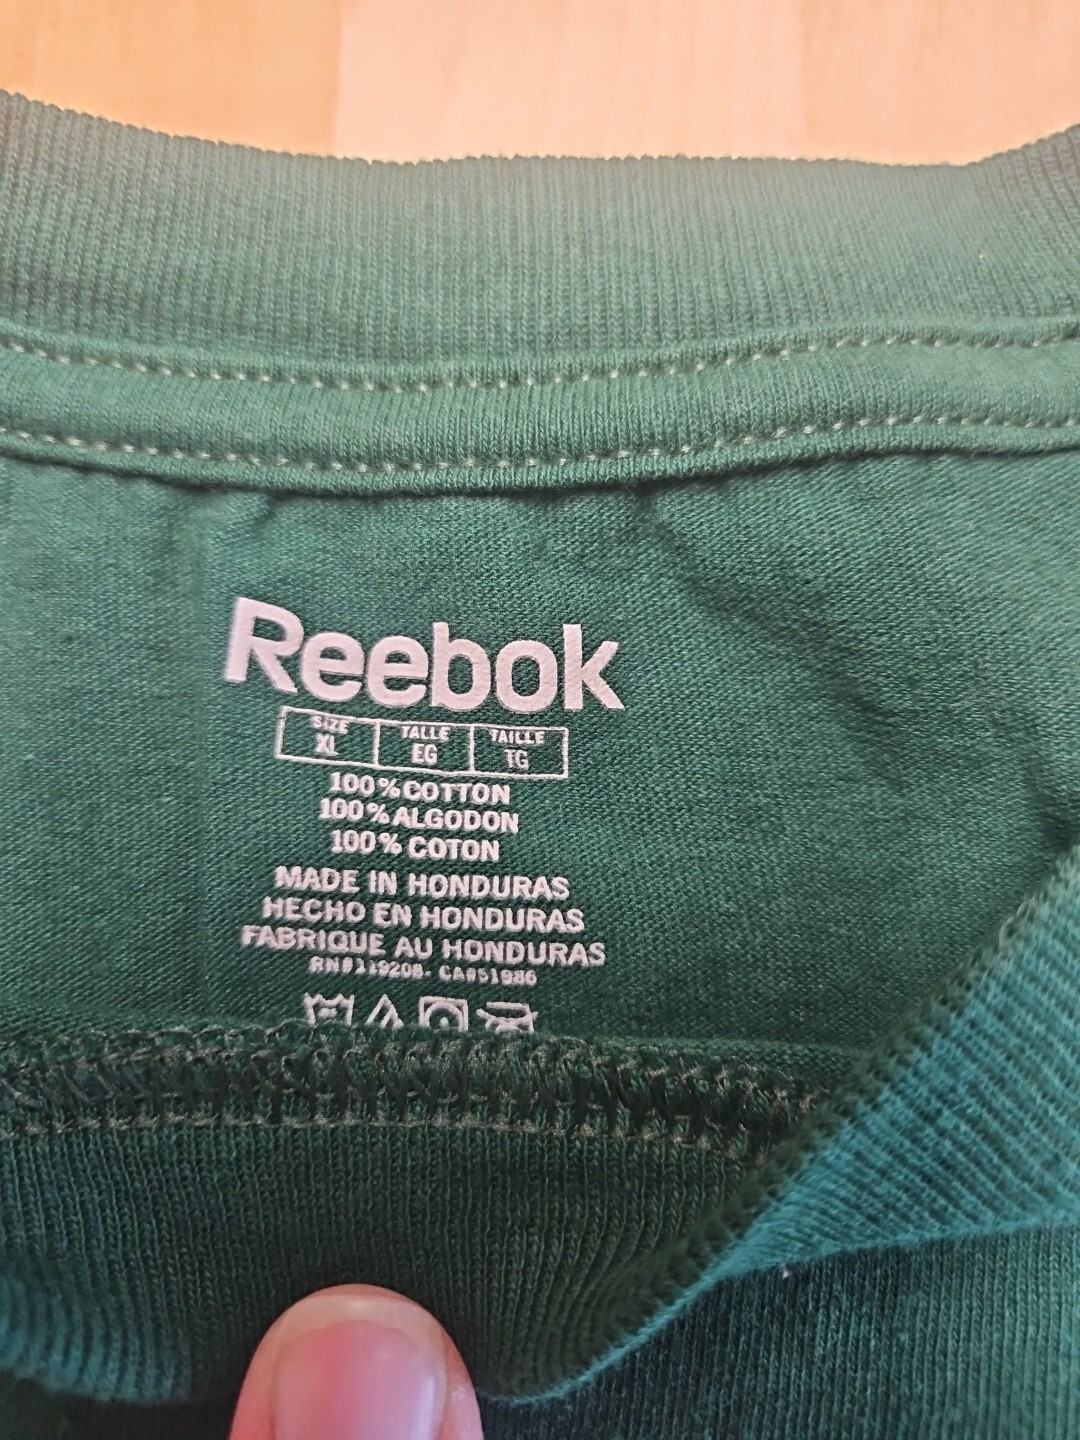 Reebok
SIZE TALLE TAILLE
XL EG TG
100% COTTON
100% ALGODON
100% COTON
MADE IN HONDURAS
HECHO EN HONDURAS
FABRIQUE AU HONDURAS
RN#119208. CA#51986